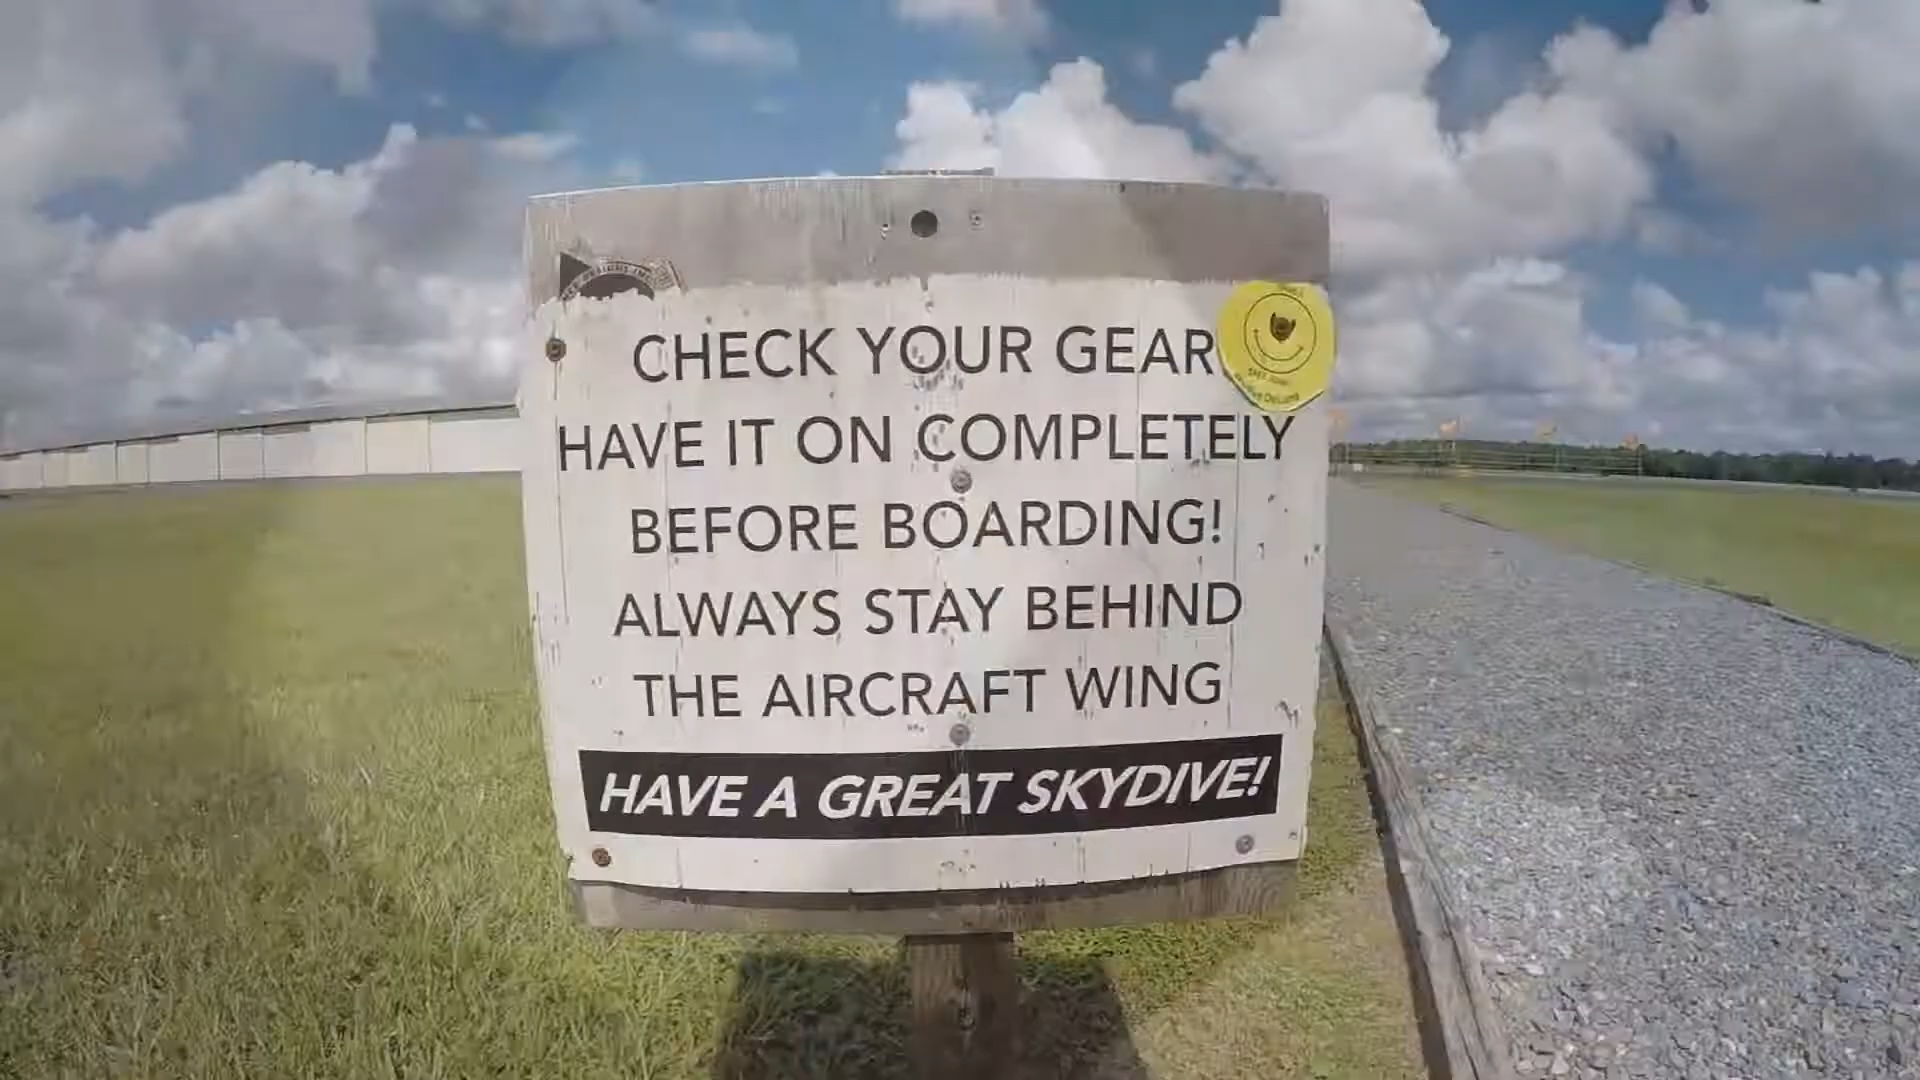 CHECK YOUR GEAR
HAVE IT ON COMPLETELY
BEFORE BOARDING!
ALWAYS STAY BEHIND
THE AIRCRAFT WING
HAVE A GREAT SKYDIVE!